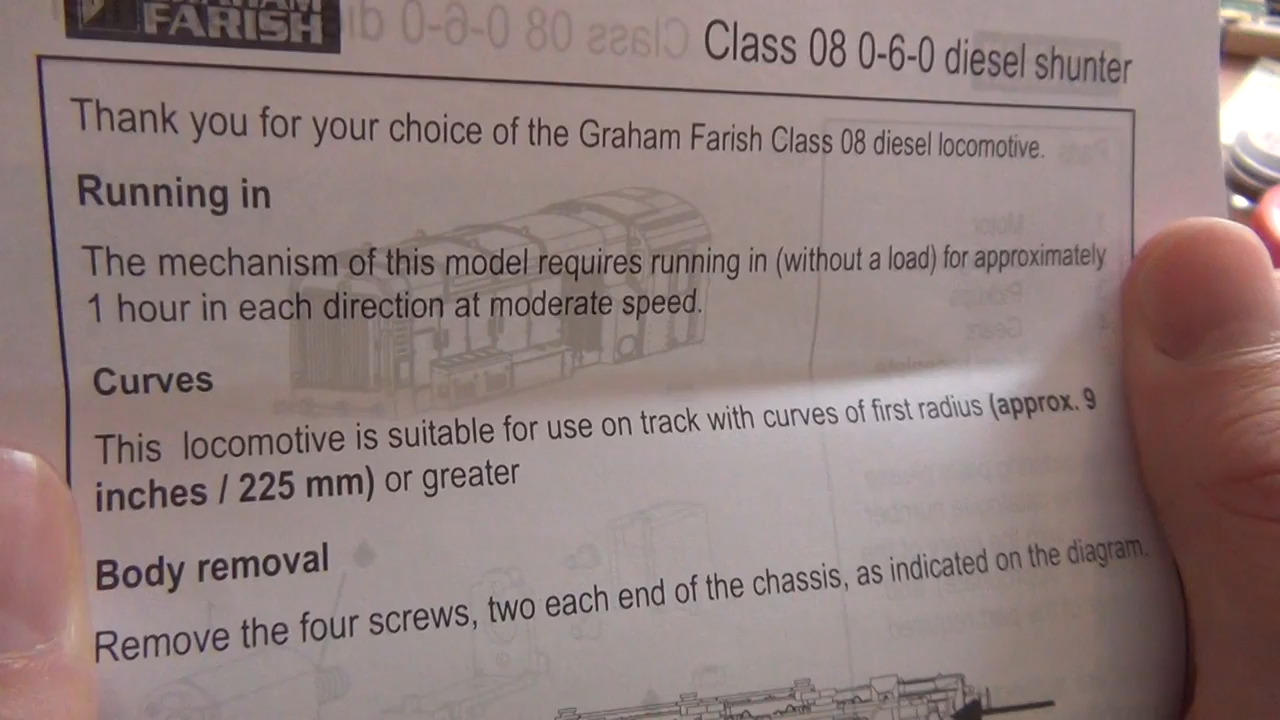 FARISH
Class 08 0-6-0 diesel shunter
Thank you for your choice of the Graham Farish Class 08 diesel locomotive.
Running in
The mechanism of this model requires running in (without a load) for approximately
1 hour in each direction at moderate speed.
Curves
This locomotive is suitable for use on track with curves of first radius (approx. 9
inches / 225 mm) or greater
Body removal
Remove the four screws, two each end of the chassis, as indicated on the diagram.